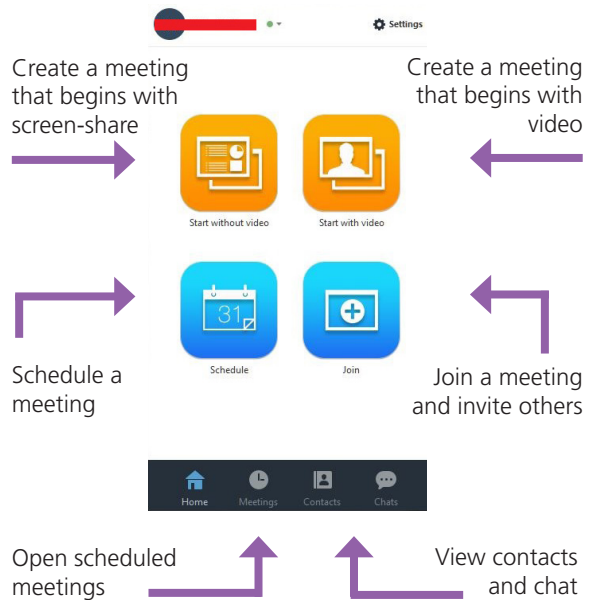 Settings
Create a meeting
that begins with
screen-share
Create a meeting
that begins with
video
Start without video
Start with video
31
Schedule
Join
Schedule a
meeting
Join a meeting
and invite others
Home
Meetings
Contacts
Chats
Open scheduled
meetings
View contacts
and chat